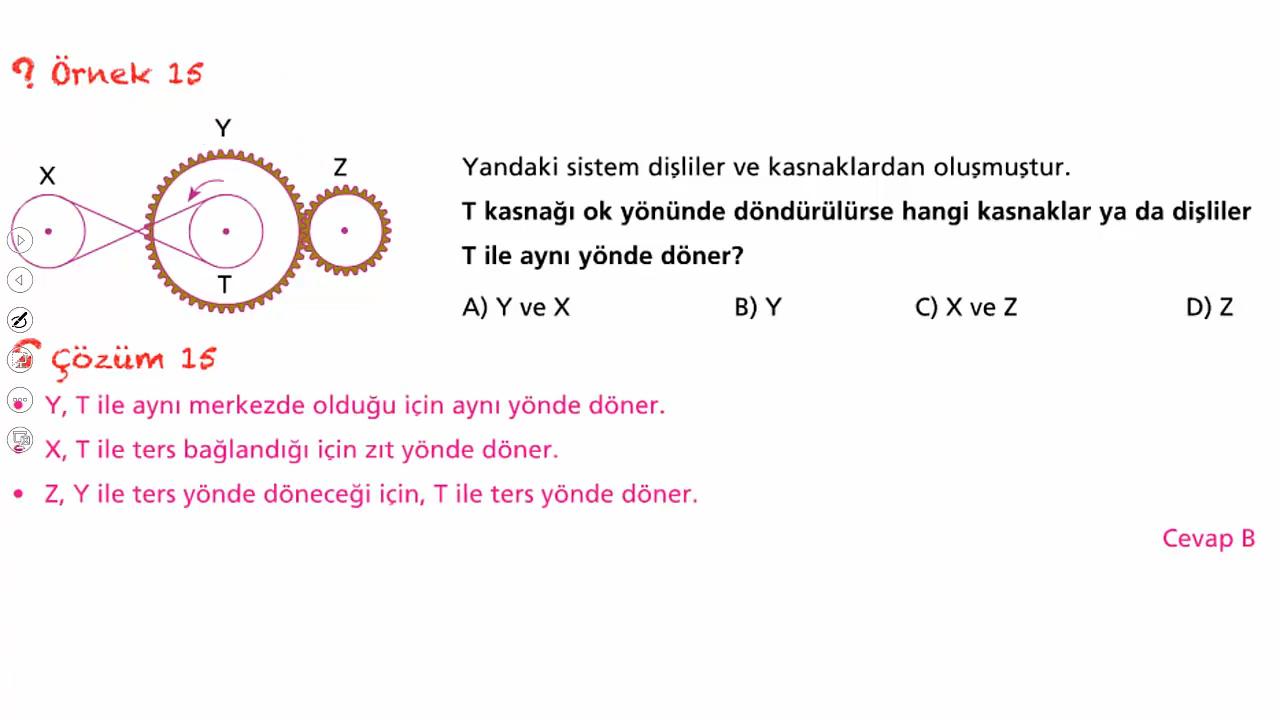 ? Örnek 15
Y
X
Z
T
Yandaki sistem dişliler ve kasnaklardan oluşmuştur.
T kasnağı ok yönünde döndürülürse hangi kasnaklar ya da dişliler
T ile aynı yönde döner?
A) Y ve X B) Y C) X ve Z D) Z
Çözüm 15
Y, T ile aynı merkezde olduğu için aynı yönde döner.
X, T ile ters bağlandığı için zıt yönde döner.
• Z, Y ile ters yönde döneceği için, T ile ters yönde döner.
Cevap B